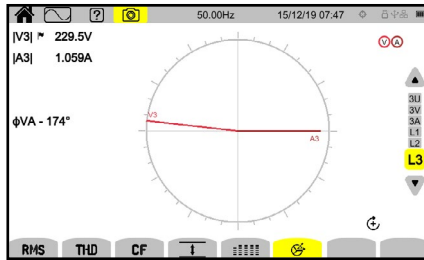 ? 50.00Hz 15/12/19 07:47
|V3| 229.5V
|A3| 1.059A
V A
ϕVA - 174°
V3
A3
3U
3V
3A
L1
L2
L3
RMS THD CF